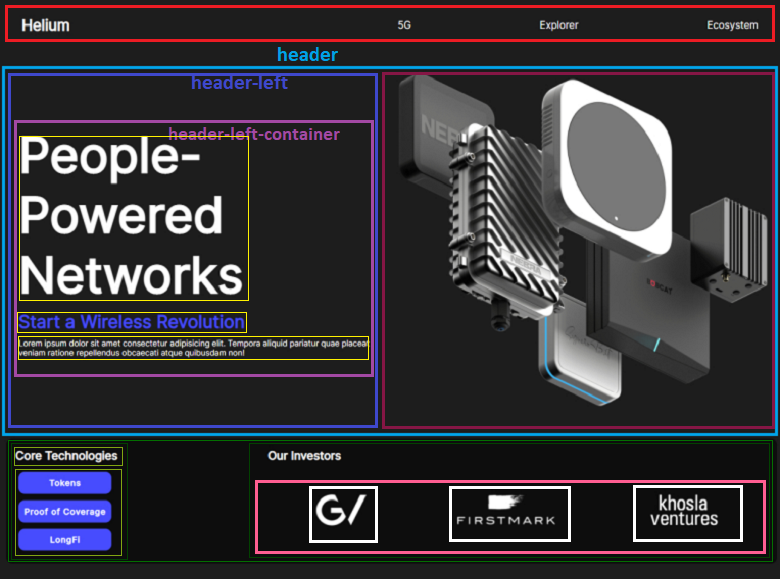 Helium
5G
Explorer
Ecosystem
header
header-left
header-left-container
People-
Powered
Networks
Start a Wireless Revolution
Lorem ipsum dolor sit amet consectetur adipisicing elit. Tempora aliquid pariatur quae placeat
veniam ratione repellendus obcaecati atque quibusdam non!
Core Technologies
Tokens
Proof of Coverage
LongFi
Our Investors
G/
FIRSTMARK
khosla
ventures